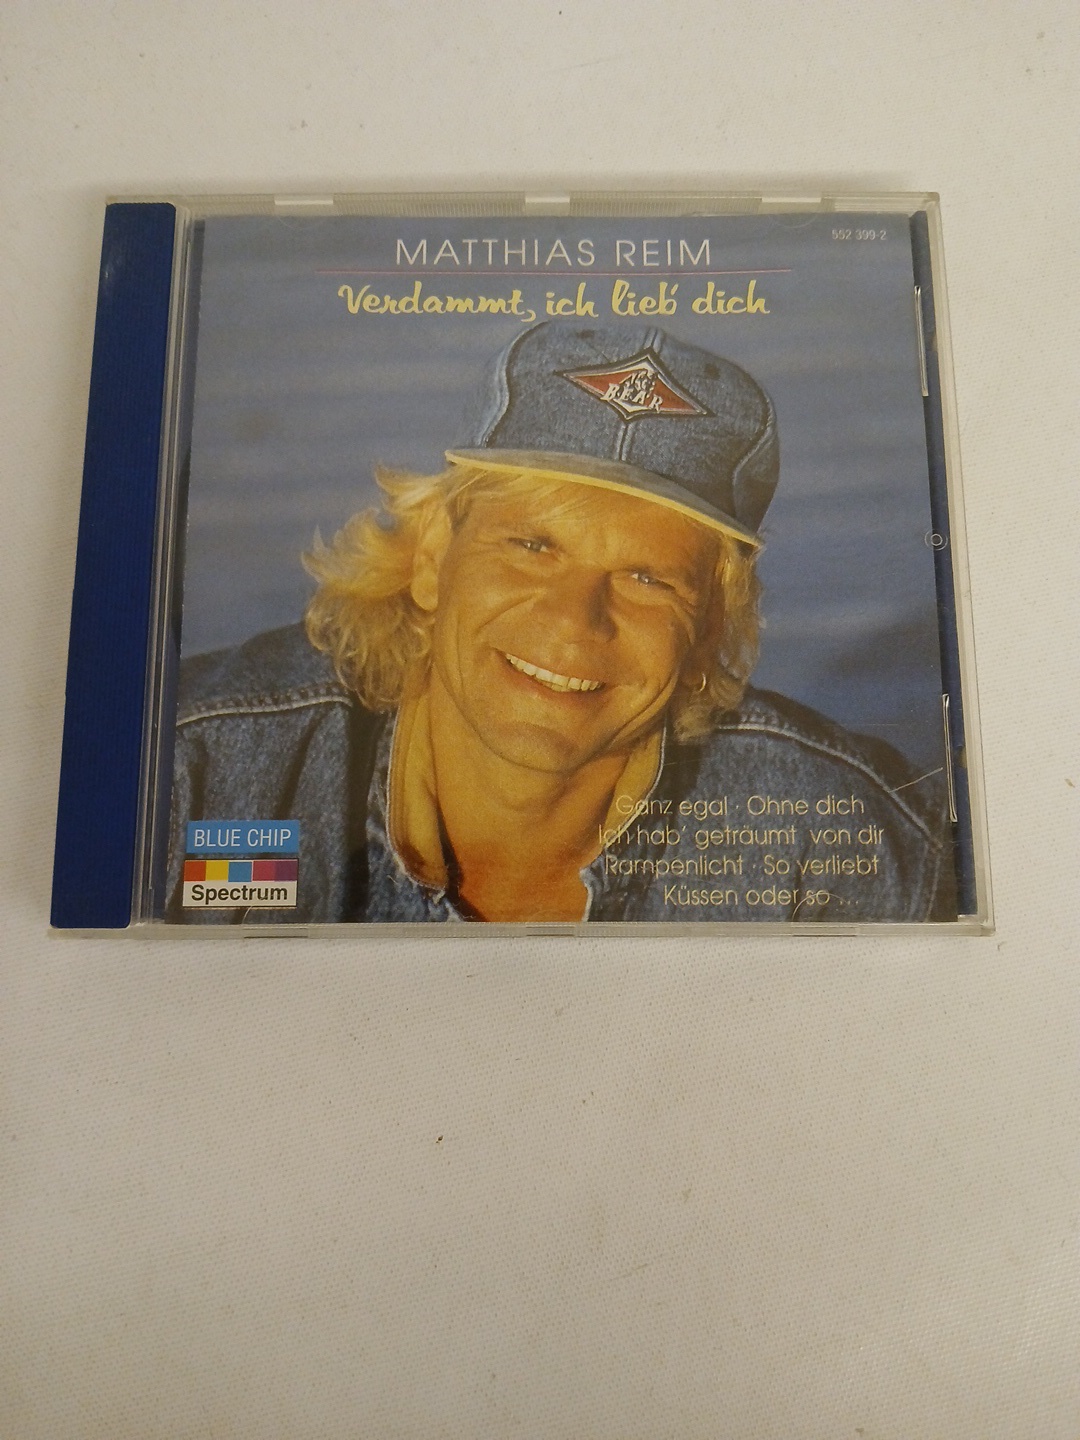 552 399-2
MATTHIAS REIM
Verdammt, ich lieb' dich
BEAR
Ganz egal · Ohne dich
Ich hab' geträumt von dir
Rampenlicht · So verliebt
Küssen oder so ...
BLUE CHIP
Spectrum